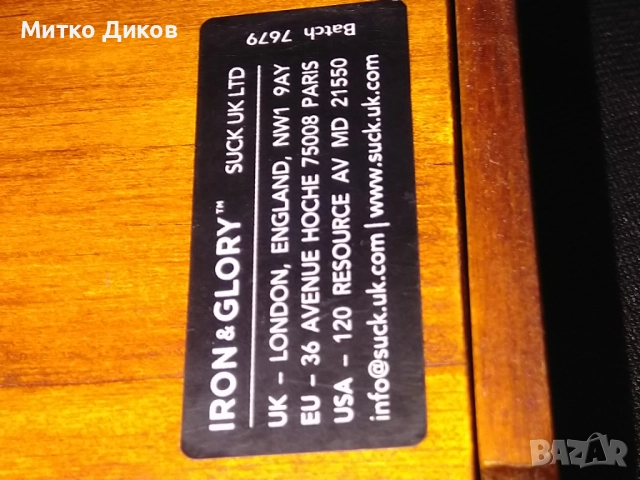 Митко Диков
IRON & GLORY™ SUCK UK LTD
UK - LONDON, ENGLAND, NW1 9AY
EU - 36 AVENUE HOCHE 75008 PARIS
USA - 120 RESOURCE AV MD 21550
info@suck.uk.com | www.suck.uk.com
Batch 7679
BAZAR